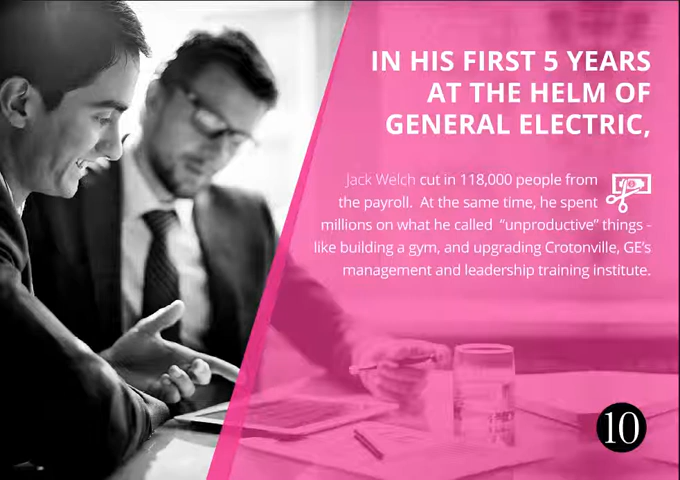 IN HIS FIRST 5 YEARS
AT THE HELM OF
GENERAL ELECTRIC,
Jack Welch cut in 118,000 people from
the payroll.  At the same time, he spent
millions on what he called  “unproductive” things -
like building a gym, and upgrading Crotonville, GE’s
management and leadership training institute.
10